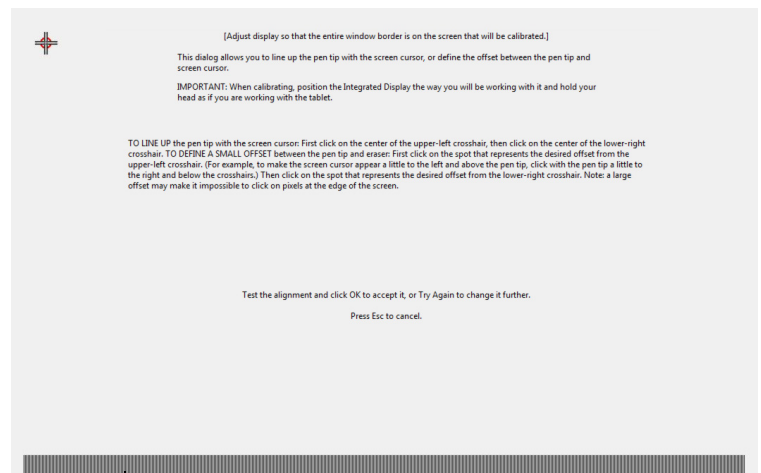 [Adjust display so that the entire window border is on the screen that will be calibrated.]
This dialog allows you to line up the pen tip with the screen cursor, or define the offset between the pen tip and
screen cursor.
IMPORTANT: When calibrating, position the Integrated Display the way you will be working with it and hold your
head as if you are working with the tablet.
TO LINE UP the pen tip with the screen cursor: First click on the center of the upper-left crosshair, then click on the center of the lower-right
crosshair. TO DEFINE A SMALL OFFSET between the pen tip and eraser: First click on the spot that represents the desired offset from the
upper-left crosshair. (For example, to make the screen cursor appear a little to the left and above the pen tip, click with the pen tip a little to
the right and below the crosshairs.) Then click on the spot that represents the desired offset from the lower-right crosshair. Note: a large
offset may make it impossible to click on pixels at the edge of the screen.
Test the alignment and click OK to accept it, or Try Again to change it further.
Press Esc to cancel.